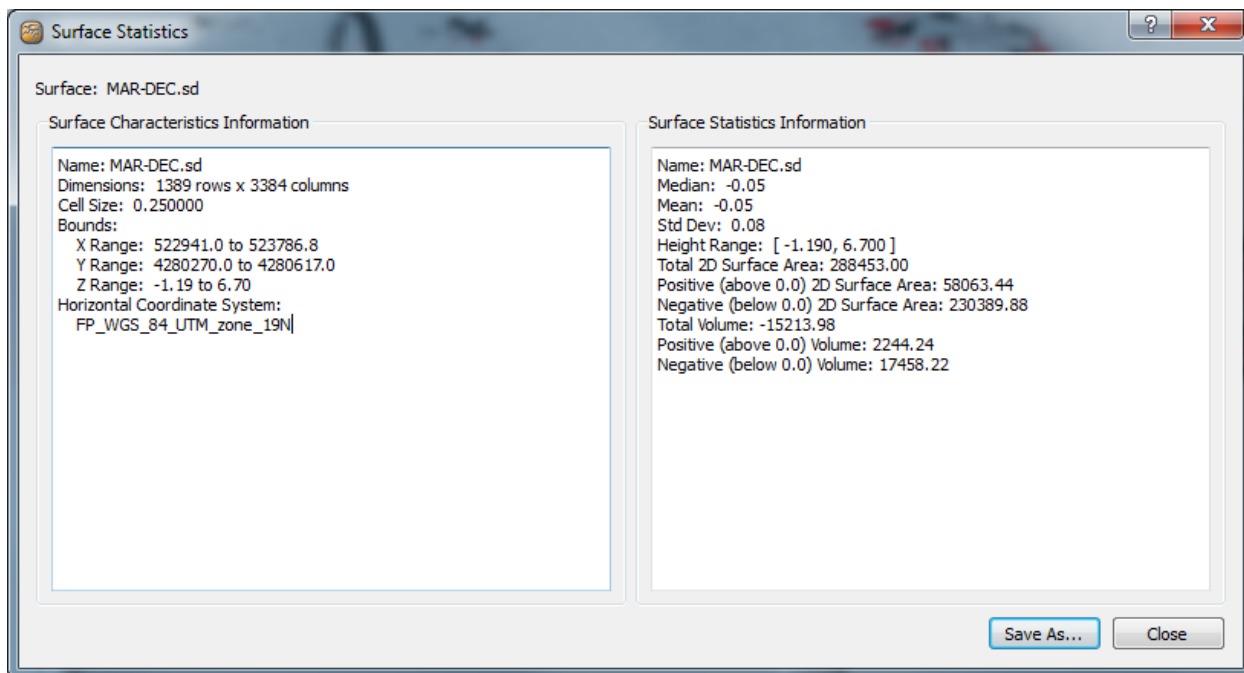 Surface Statistics
Surface: MAR-DEC.sd
Surface Characteristics Information
Name: MAR-DEC.sd
Dimensions: 1389 rows x 3384 columns
Cell Size: 0.250000
Bounds:
X Range: 522941.0 to 523786.8
Y Range: 4280270.0 to 4280617.0
Z Range: -1.19 to 6.70
Horizontal Coordinate System:
FP_WGS_84_UTM_zone_19N
Surface Statistics Information
Name: MAR-DEC.sd
Median: -0.05
Mean: -0.05
Std Dev: 0.08
Height Range: [ -1.190, 6.700 ]
Total 2D Surface Area: 288453.00
Positive (above 0.0) 2D Surface Area: 58063.44
Negative (below 0.0) 2D Surface Area: 230389.88
Total Volume: -15213.98
Positive (above 0.0) Volume: 2244.24
Negative (below 0.0) Volume: 17458.22
Save As...
Close